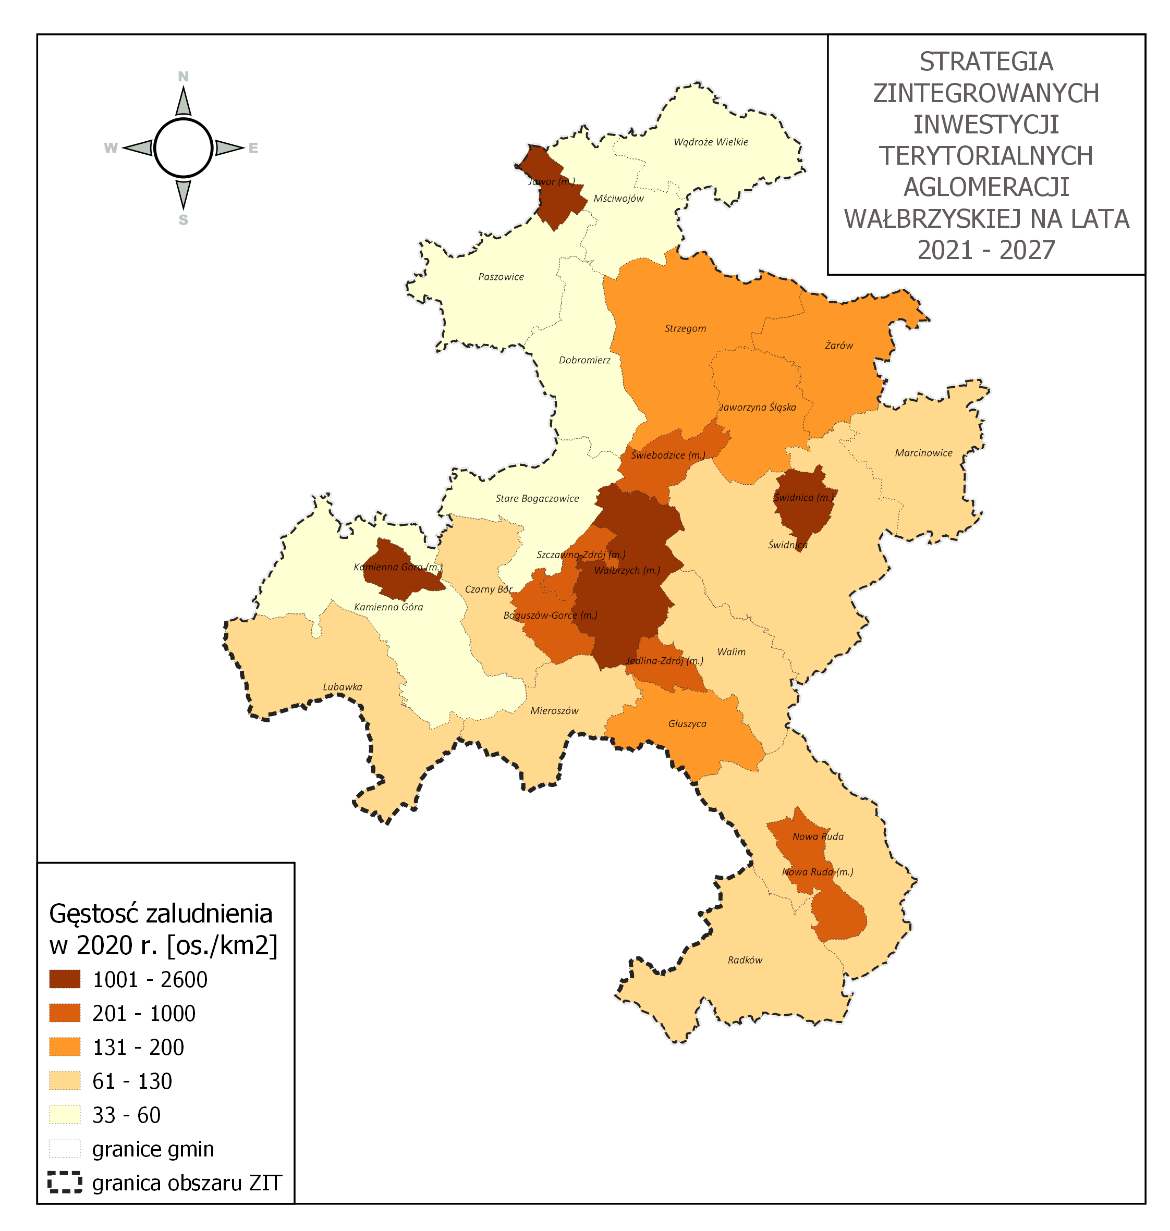 N
W
E
S
STRATEGIA
ZINTEGROWANYCH
INWESTYCJI
TERYTORIALNYCH
AGLOMERACJI
WAŁBRZYSKIEJ NA LATA
2021 - 2027
Wądroże Wielkie
Jawor (m.)
Mściwojów
Paszowice
Strzegom
Żarów
Dobromierz
Jaworzyna Śląska
Marcinowice
Świebodzice (m.)
Stare Bogaczowice
Świdnica (m.)
Świdnica
Szczawno-Zdrój (m.)
Kamienna Góra (m.)
Wałbrzych (m.)
Czarny Bór
Kamienna Góra
Boguszów-Gorce (m.)
Walim
Jedlina-Zdrój (m.)
Lubawka
Mieroszów
Głuszyca
Nowa Ruda
Nowa Ruda (m.)
Radków
Gęstość zaludnienia
w 2020 r. [os./km2]
1001 - 2600
201 - 1000
131 - 200
61 - 130
33 - 60
granice gmin
granica obszaru ZIT